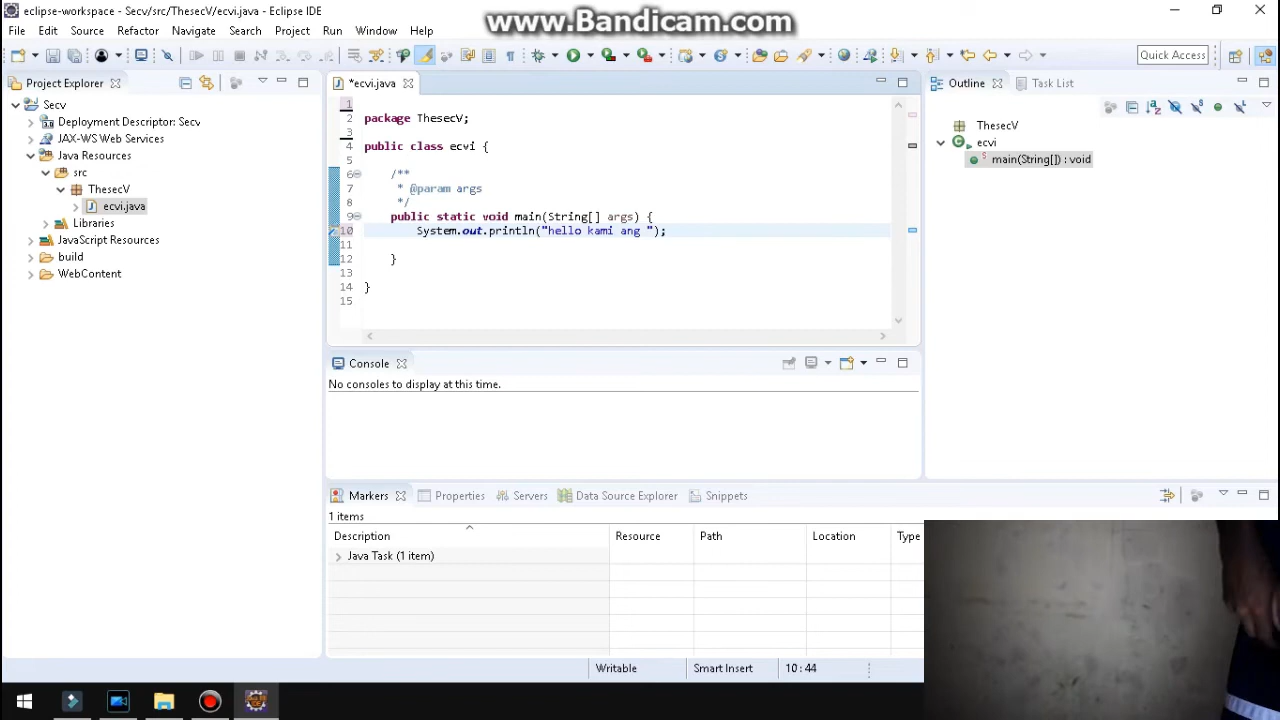 eclipse-workspace - Secv/src/ThesecV/ecvi.java - Eclipse IDE
www.Bandicam.com
File Edit Source Refactor Navigate Search Project Run Window Help
Quick Access
Project Explorer
Secv
Deployment Descriptor: Secv
JAX-WS Web Services
Java Resources
src
ThesecV
ecvi.java
Libraries
JavaScript Resources
build
WebContent
*ecvi.java
1
2 package ThesecV;
3
4 public class ecvi {
5
6 /**
7 * @param args
8 */
9 public static void main(String[] args) {
10 System.out.println("hello kami ang ");
11
12 }
13
14 }
15
Outline Task List
ThesecV
ecvi
main(String[]) : void
Console
No consoles to display at this time.
Markers Properties Servers Data Source Explorer Snippets
1 items
Description Resource Path Location Type
Java Task (1 item)
Writable Smart Insert 10 : 44